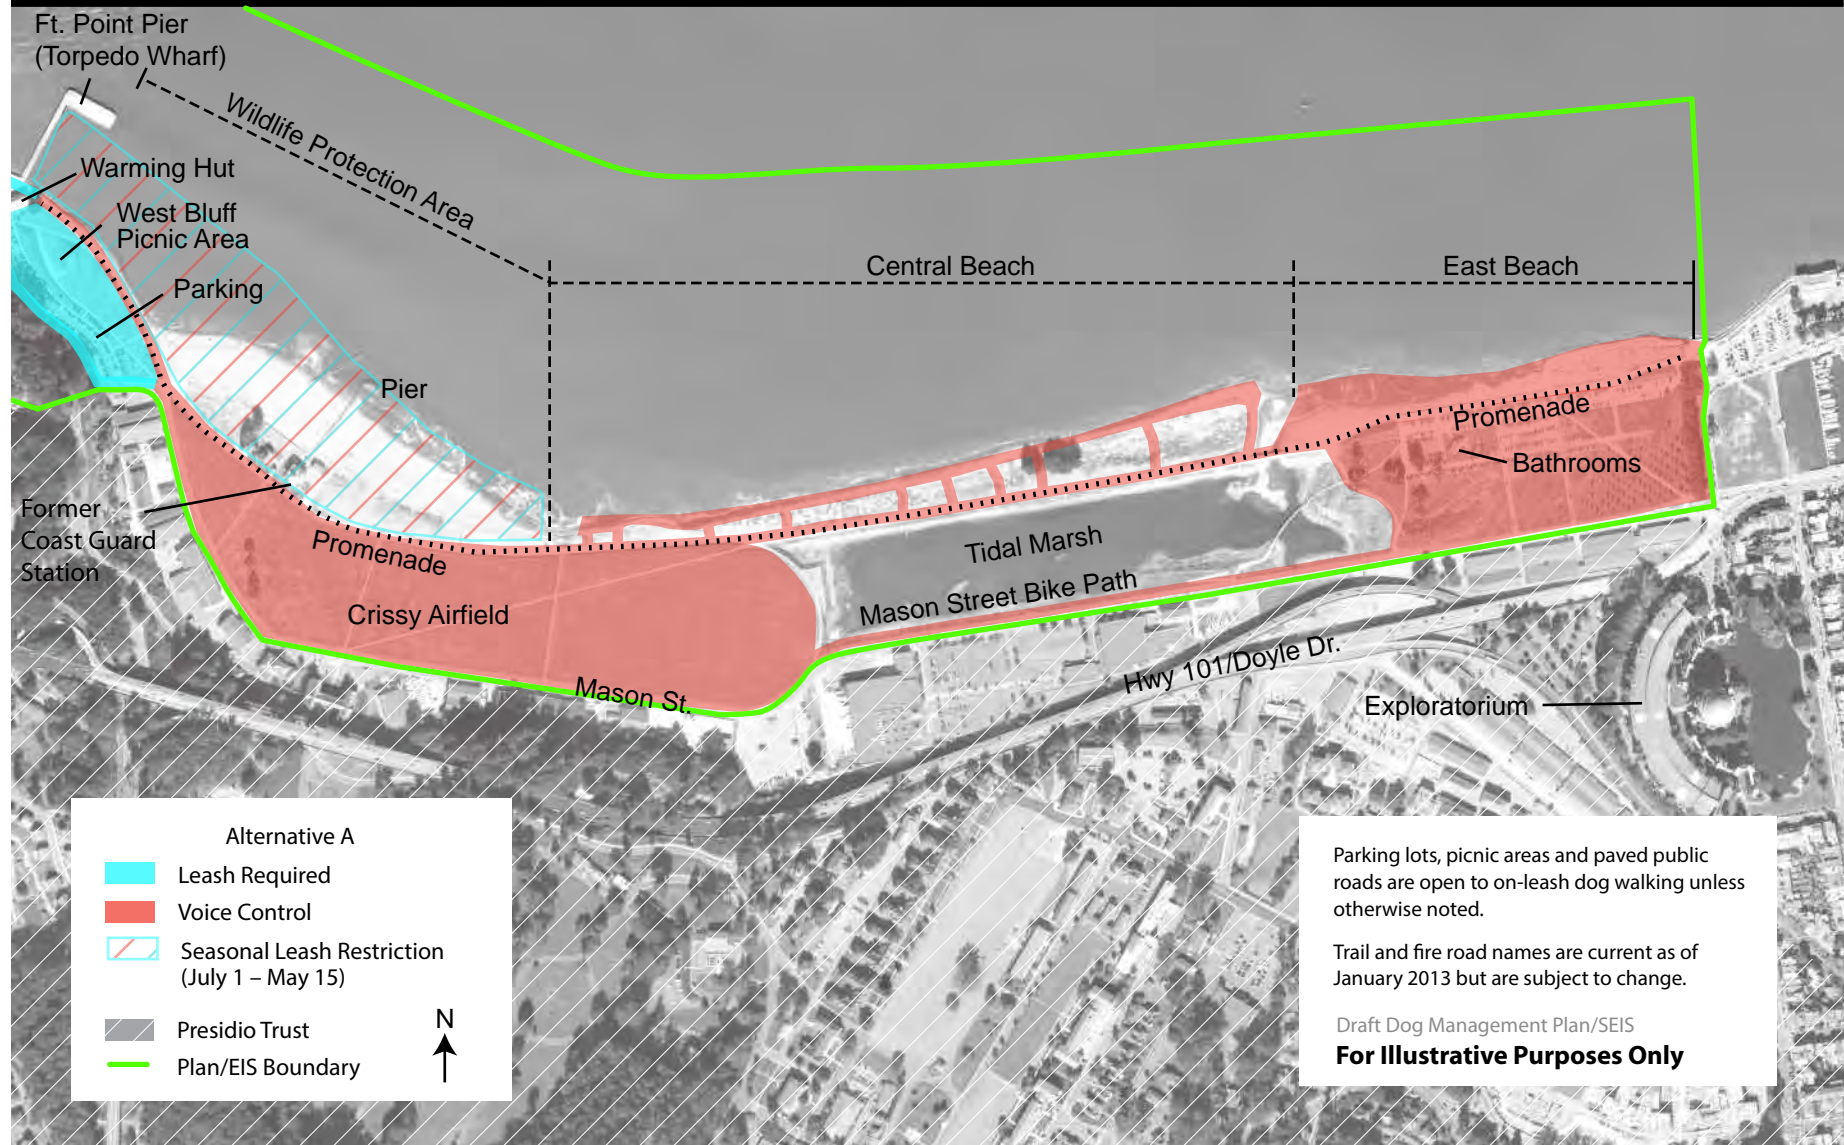 Ft. Point Pier
(Torpedo Wharf)
Wildlife Protection Area
Warming Hut
West Bluff
Picnic Area
Central Beach
East Beach
Parking
Pier
Promenade
Bathrooms
Former
Coast Guard
Station
Promenade
Tidal Marsh
Mason Street Bike Path
Crissy Airfield
Mason St.
Hwy 101/Doyle Dr.
Exploratorium
Alternative A
Leash Required
Voice Control
Seasonal Leash Restriction
(July 1 – May 15)
Presidio Trust
Plan/EIS Boundary
N
Parking lots, picnic areas and paved public
roads are open to on-leash dog walking unless
otherwise noted.
Trail and fire road names are current as of
January 2013 but are subject to change.
Draft Dog Management Plan/SEIS
For Illustrative Purposes Only